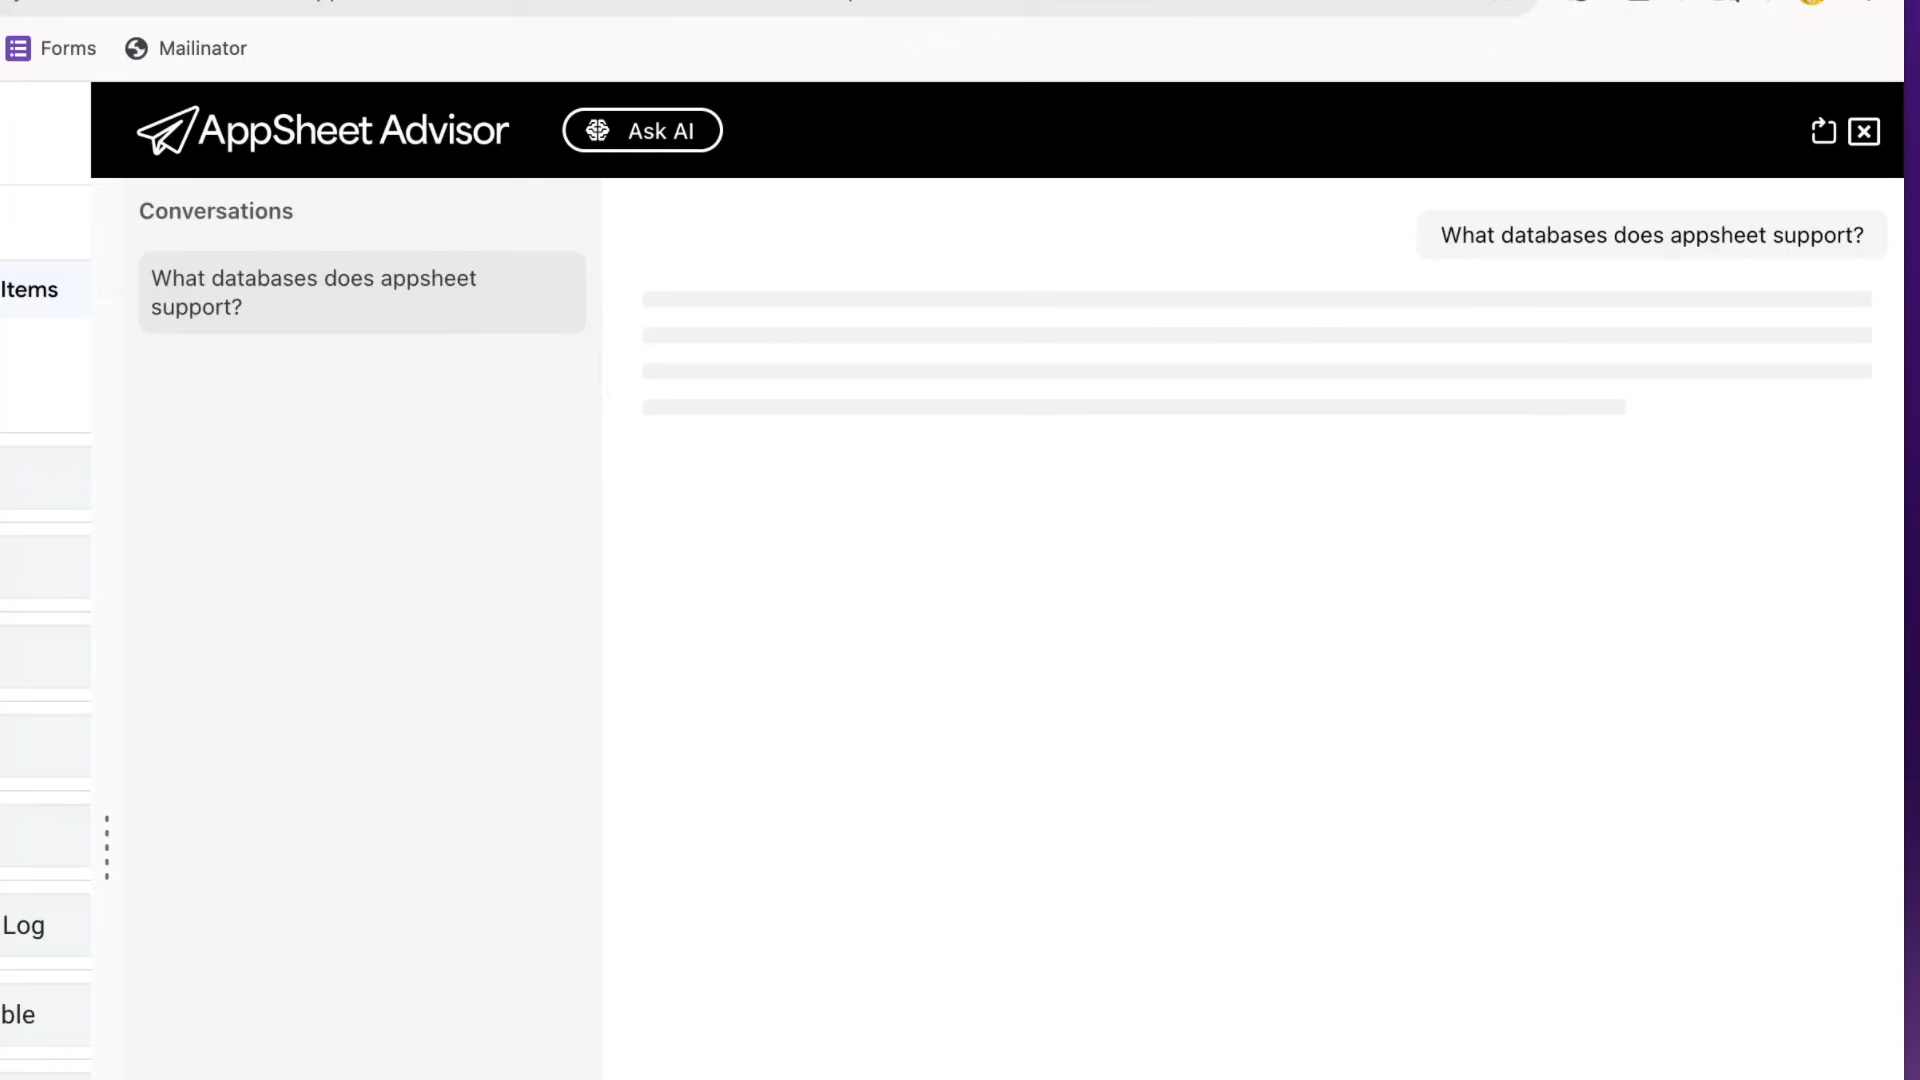 Forms
Mailinator
AppSheet Advisor
Ask AI
Conversations
What databases does appsheet
support?
What databases does appsheet support?
Items
Log
ble